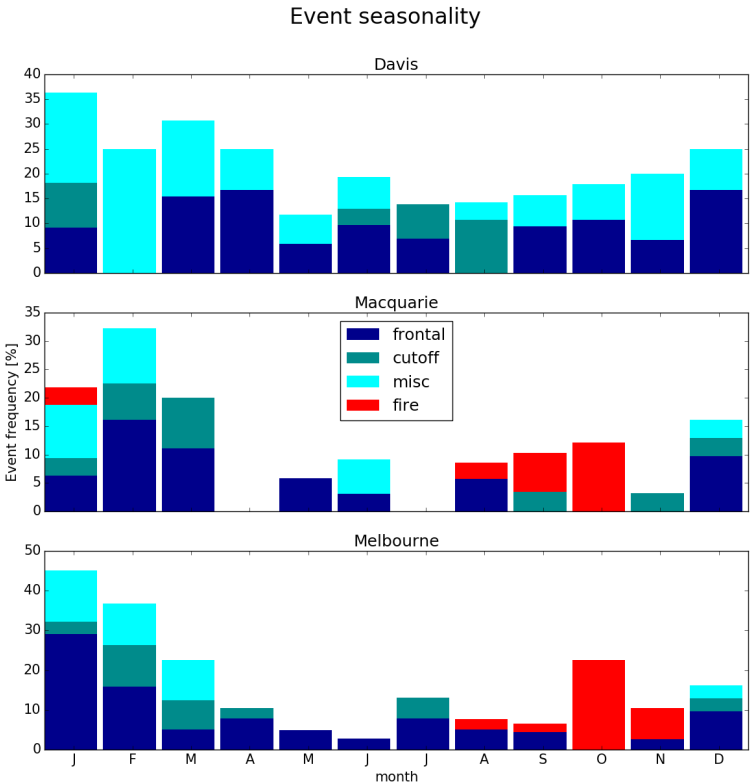 Event seasonality
Davis
40
35
30
25
20
15
10
5
0
Macquarie
35
30
25
20
15
10
5
0
frontal
cutoff
misc
fire
Event frequency [%]
Melbourne
50
40
30
20
10
0
J F M A M J J A S O N D
month